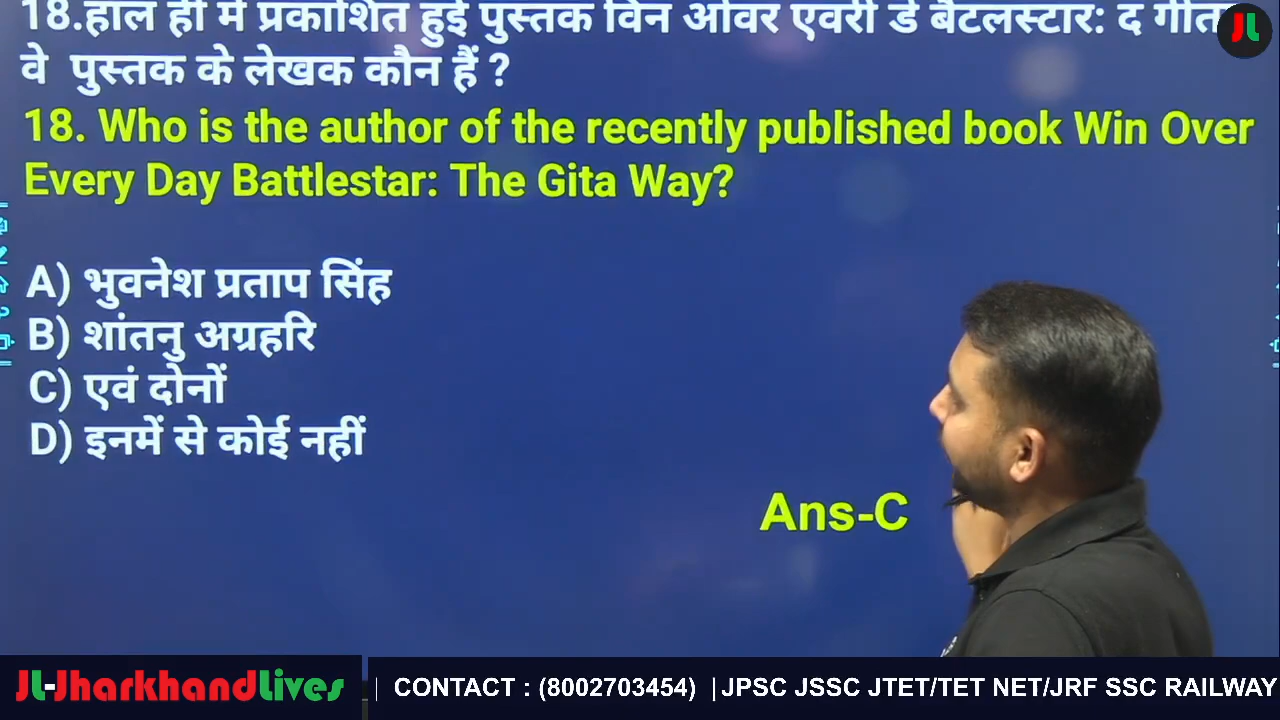 18.हाल ही में प्रकाशित हुई पुस्तक विन ओवर एवरी डे बैटलस्टार: द गीता
वे पुस्तक के लेखक कौन हैं ?
18. Who is the author of the recently published book Win Over
Every Day Battlestar: The Gita Way?
A) भुवनेश प्रताप सिंह
B) शांतनु अग्रहरि
C) एवं दोनों
D) इनमें से कोई नहीं
Ans-C
JL
JL-JharkhandLives | CONTACT : (8002703454) |JPSC JSSC JTET/TET NET/JRF SSC RAILWAY